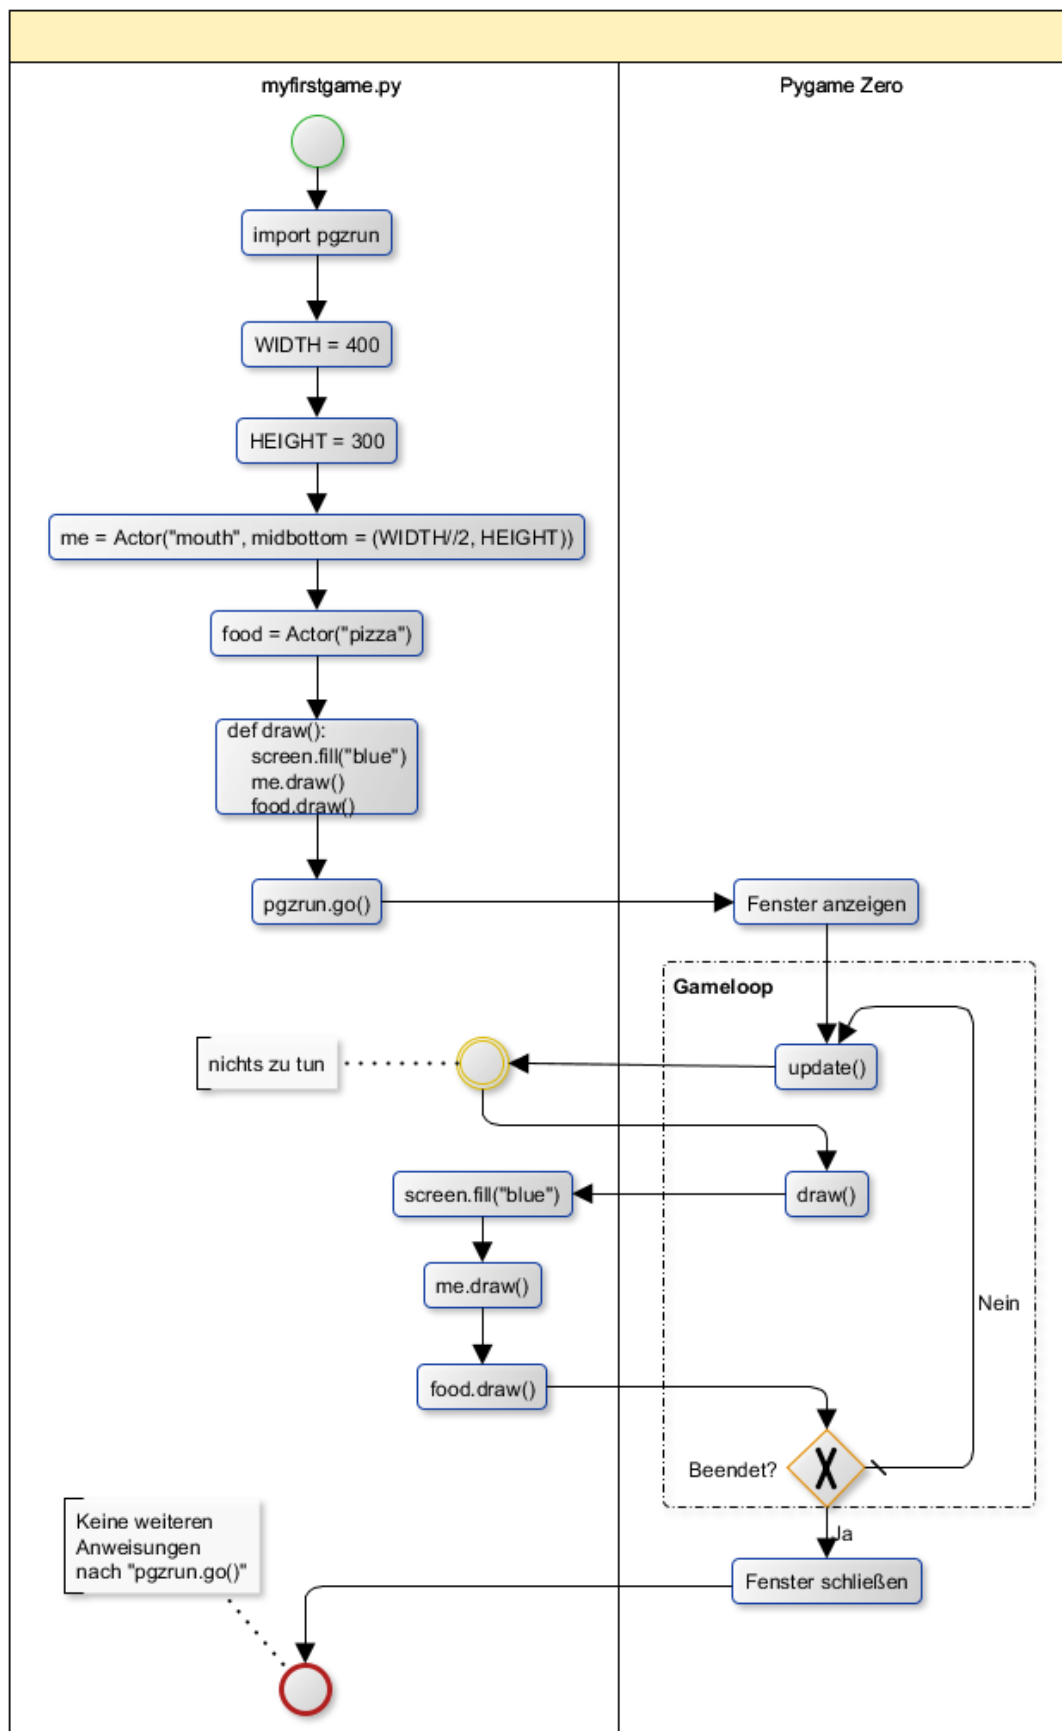 myfirstgame.py
Pygame Zero
import pgzrun
WIDTH = 400
HEIGHT = 300
me = Actor("mouth", midbottom = (WIDTH//2, HEIGHT))
food = Actor("pizza")
def draw():
screen.fill("blue")
me.draw()
food.draw()
pgzrun.go()
Fenster anzeigen
Gameloop
nichts zu tun
update()
screen.fill("blue")
draw()
me.draw()
Nein
food.draw()
Beendet?
Ja
Keine weiteren
Anweisungen
nach "pgzrun.go()"
Fenster schließen